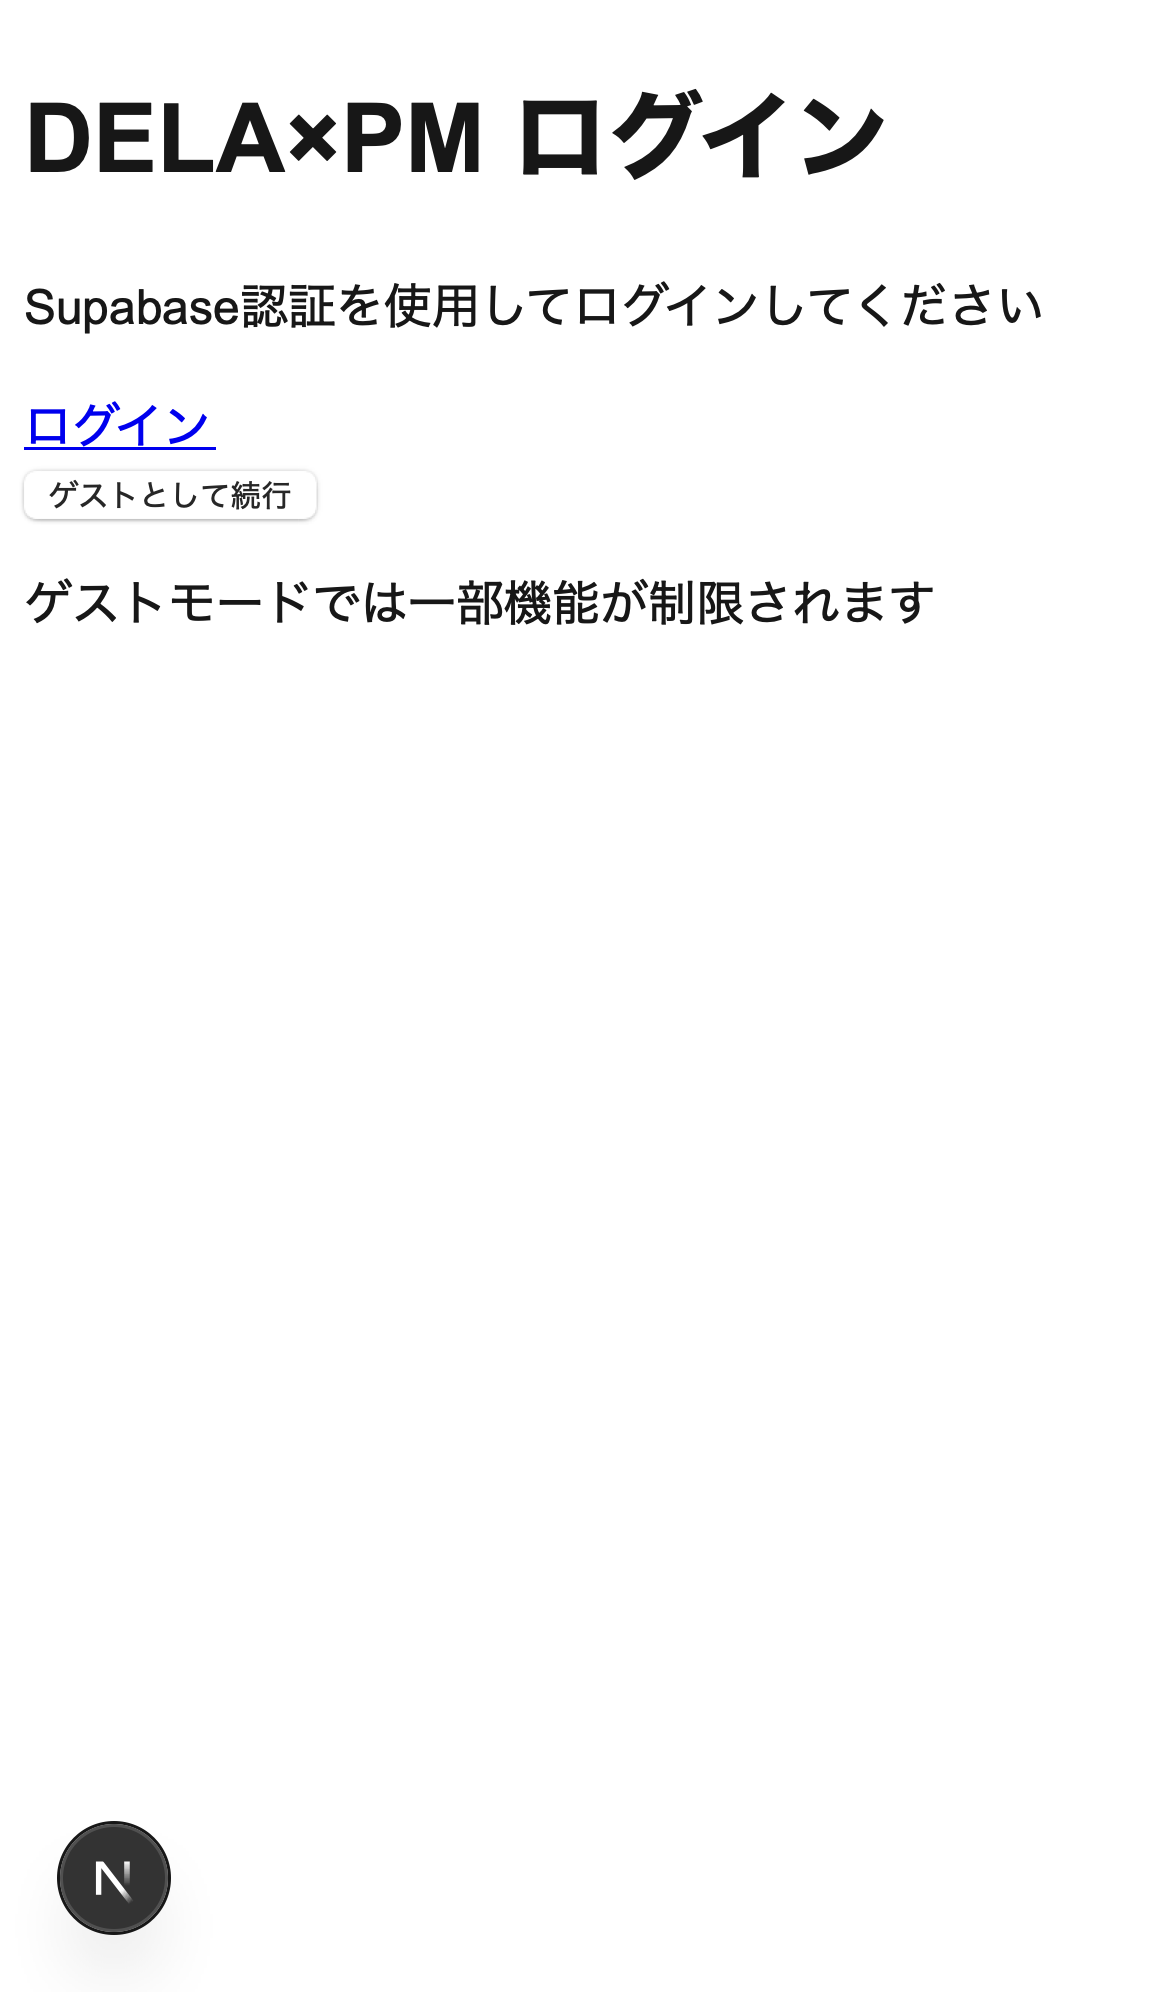 DELA×PM ログイン
Supabase認証を使用してログインしてください
ログイン
ゲストとして続行
ゲストモードでは一部機能が制限されます
N